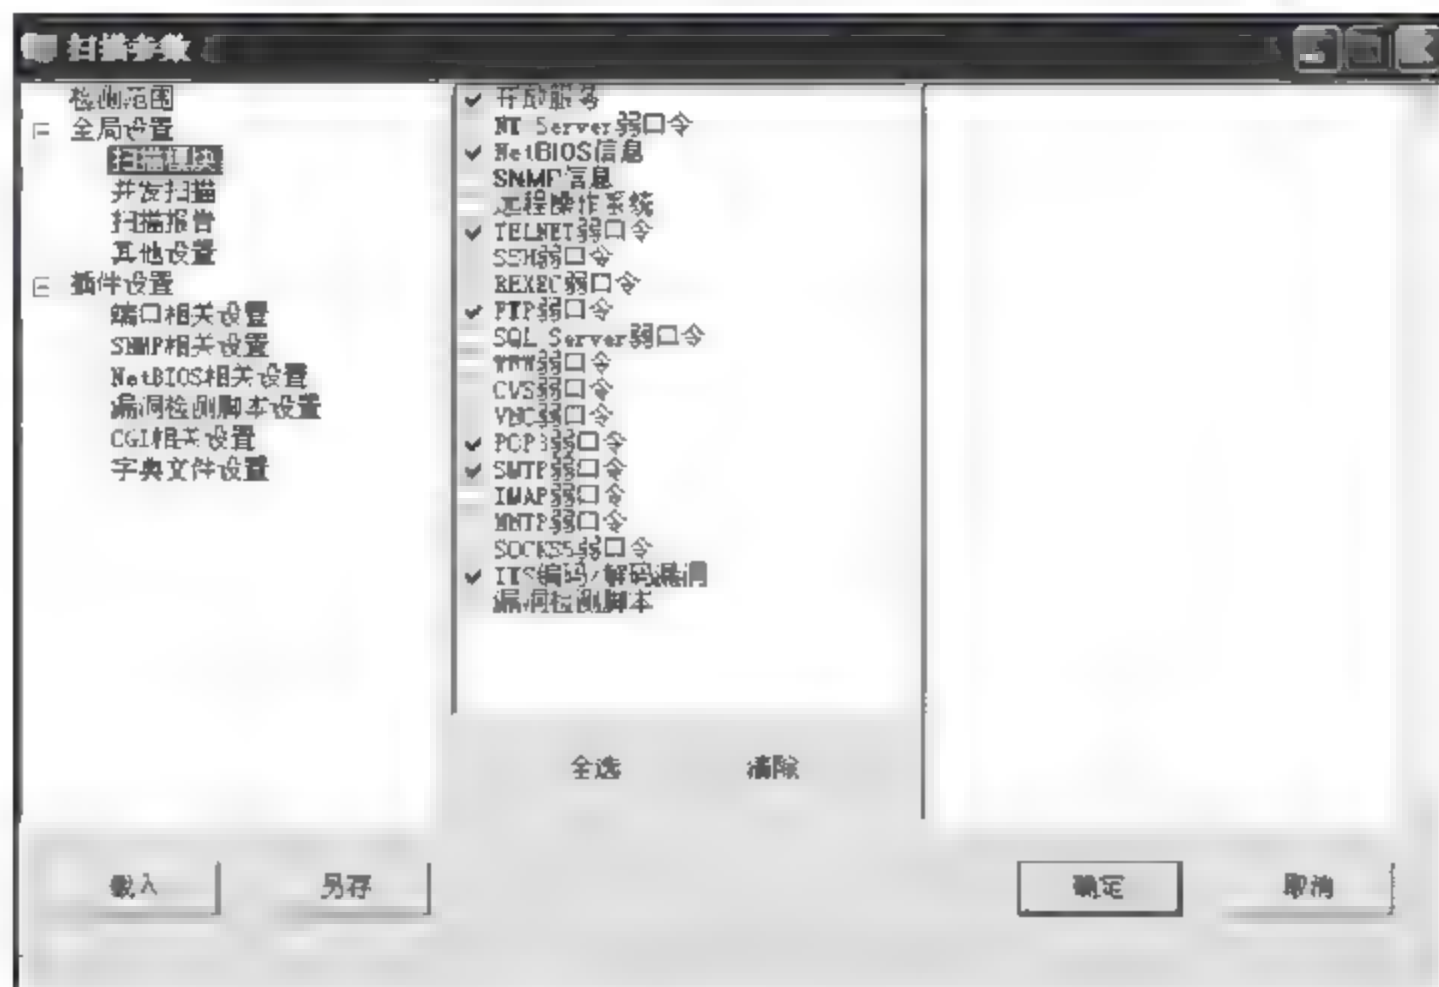 扫描参数
检测范围
全局设置
扫描模块
并发扫描
扫描报告
其他设置
插件设置
端口相关设置
SNMP相关设置
NetBIOS相关设置
漏洞检测脚本设置
CGI相关设置
字典文件设置
开放服务
NT Server弱口令
NetBIOS信息
SNMP信息
远程操作系统
TELNET弱口令
SSH弱口令
REXEC弱口令
FTP弱口令
SQL Server弱口令
WWW弱口令
CVS弱口令
VNC弱口令
POP3弱口令
SMTP弱口令
IMAP弱口令
NNTP弱口令
SOCKS5弱口令
IIS编码/解码漏洞
漏洞检测脚本
全选 清除
载入 另存 确定 取消